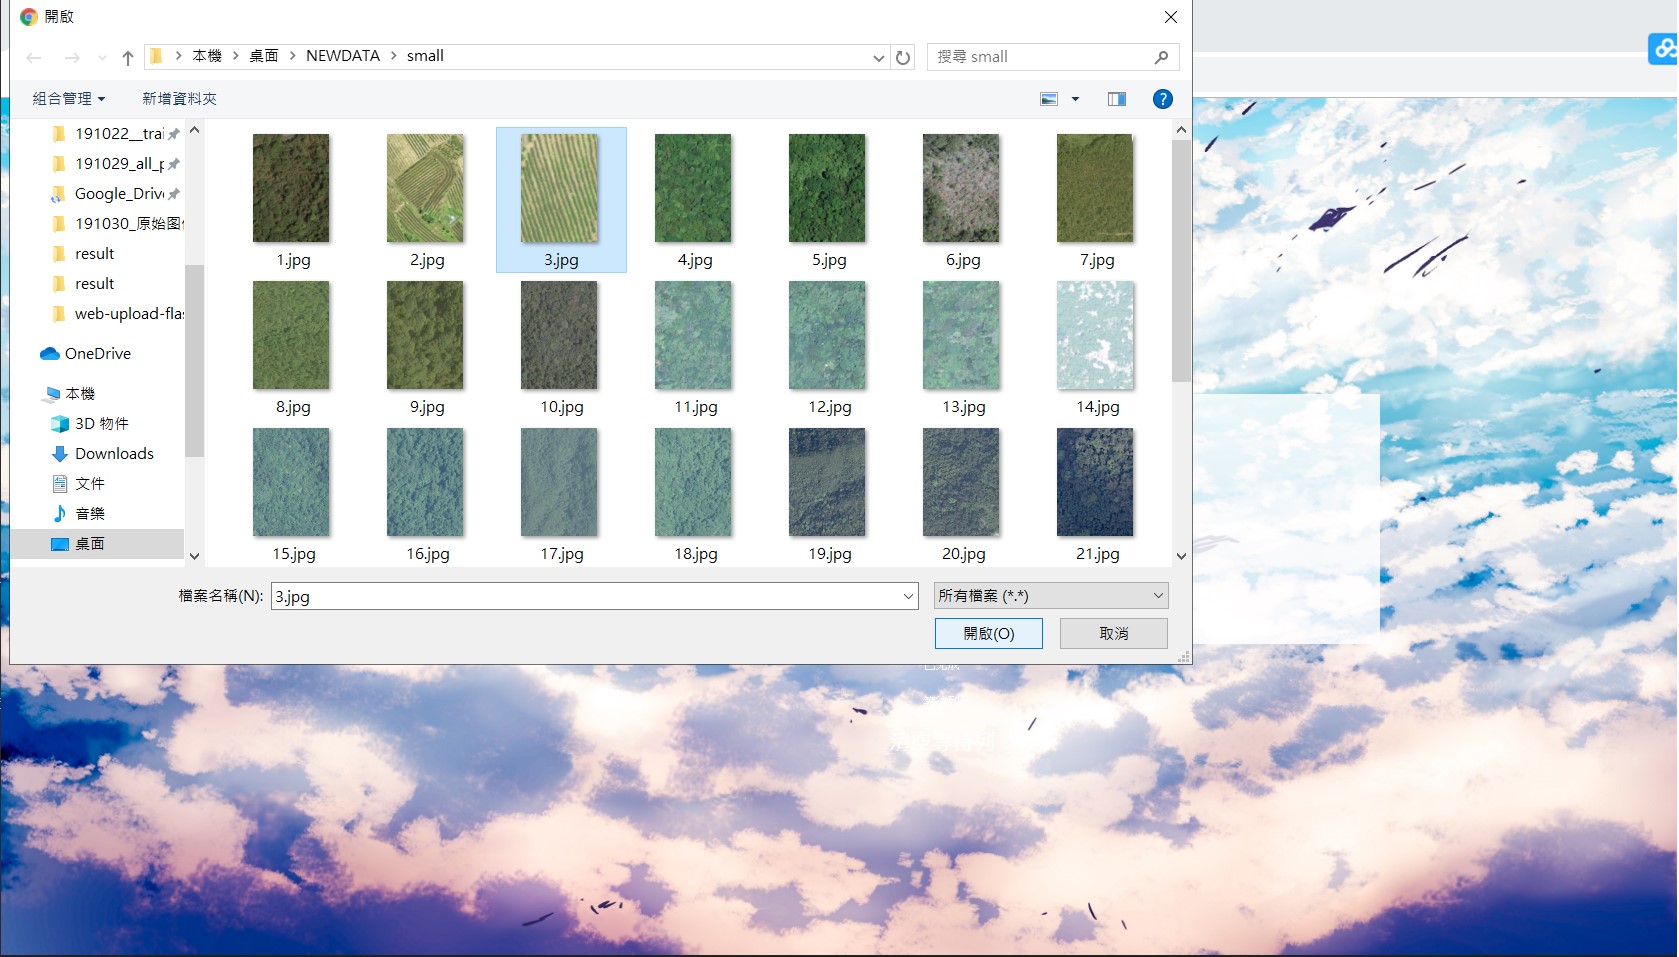 開啟
本機 桌面 NEWDATA small
搜尋 small
組合管理
新增資料夾
191022__trai
191029_all_p
Google_Driv
191030_原始图
result
result
web-upload-flas
OneDrive
本機
3D 物件
Downloads
文件
音樂
桌面
1.jpg 2.jpg 3.jpg 4.jpg 5.jpg 6.jpg 7.jpg
8.jpg 9.jpg 10.jpg 11.jpg 12.jpg 13.jpg 14.jpg
15.jpg 16.jpg 17.jpg 18.jpg 19.jpg 20.jpg 21.jpg
檔案名稱(N): 3.jpg 所有檔案 (*.*)
開啟(O) 取消